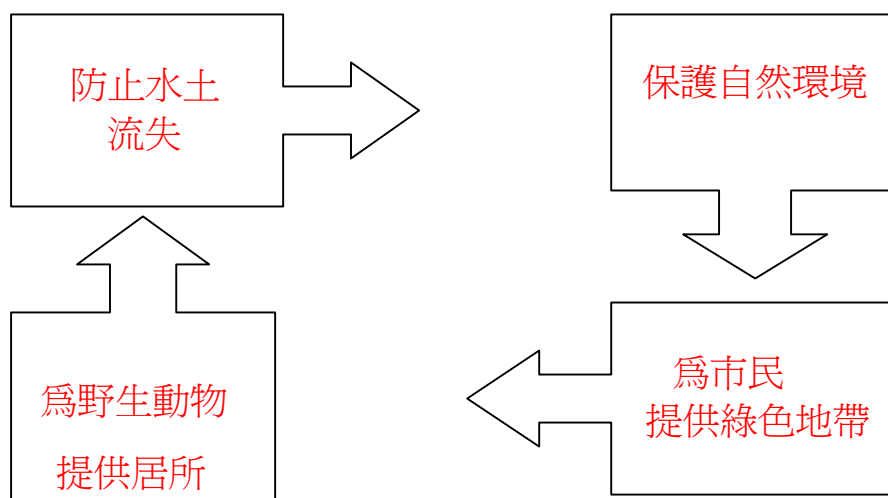 防止水土
流失
保護自然環境
爲野生動物
提供居所
爲市民
提供綠色地帶